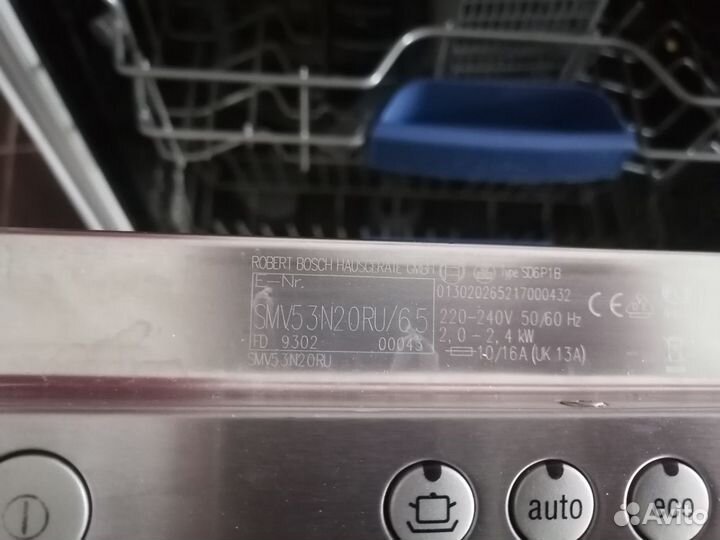 ROBERT BOSCH HAUSGERÄTE GMBH Type SD6P1B
E-Nr. 013020265217000432 CE
SMV53N20RU/65 220-240V 50/60 Hz
FD 9302 00043 2,0 - 2,4 kW
SMV53N20RU 10/16A (UK 13A)
auto eco
Avito